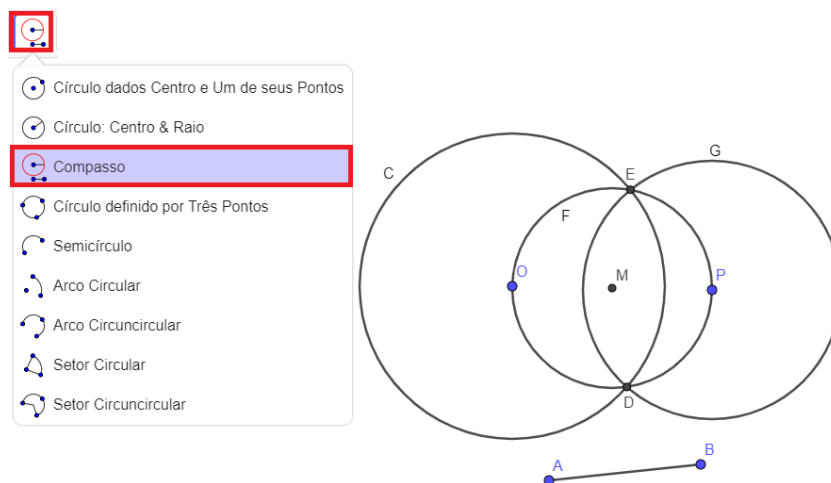 Círculo dados Centro e Um de seus Pontos
Círculo: Centro & Raio
Compasso
Círculo definido por Três Pontos
Semicírculo
Arco Circular
Arco Circuncircular
Setor Circular
Setor Circuncircular
C
E
G
F
O
M
P
D
A
B